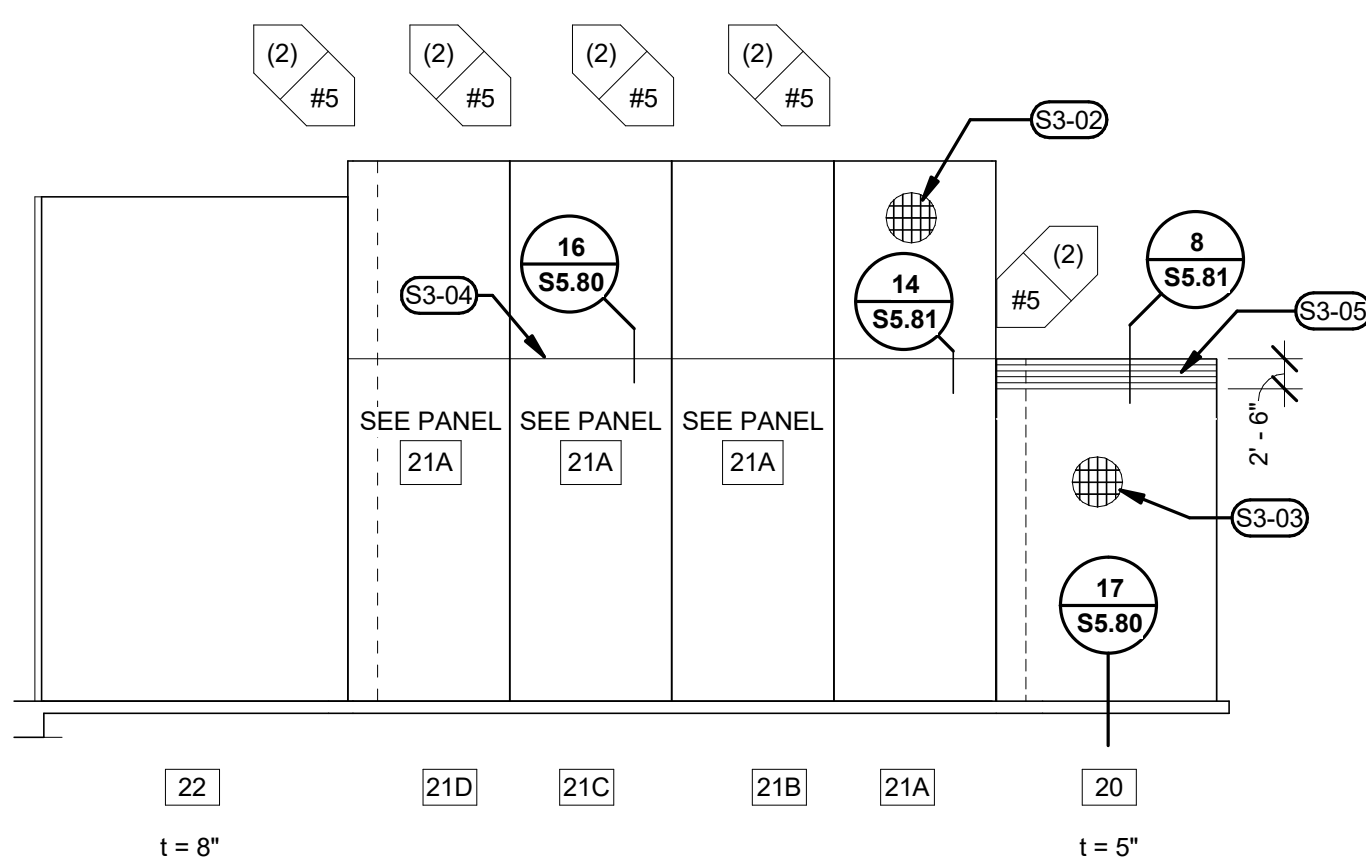 (2)
#5
(2)
#5
(2)
#5
(2)
#5
S3-02
(2)
#5
8
S5.81
16
S5.80
14
S5.81
S3-04
S3-05
2' - 6"
SEE PANEL
21A
SEE PANEL
21A
SEE PANEL
21A
S3-03
17
S5.80
22
21D
21C
21B
21A
20
t = 8"
t = 5"